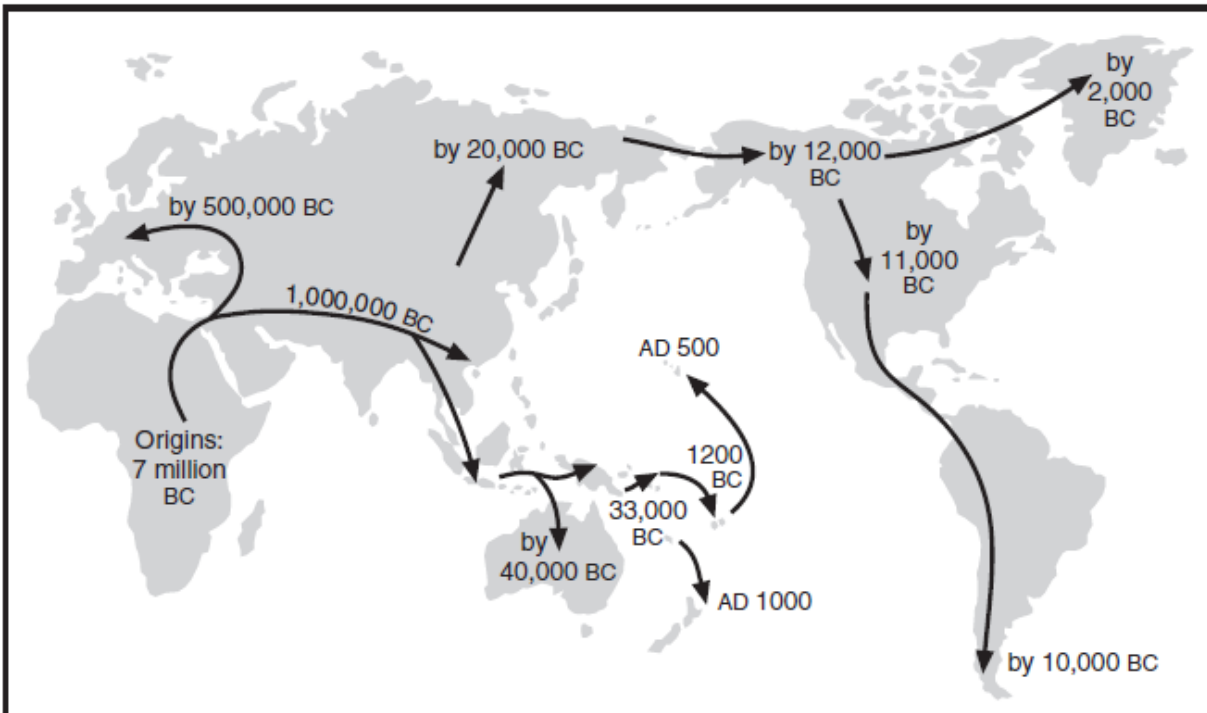 by
2,000
BC
by 20,000 BC
by 12,000
BC
by 500,000 BC
by
11,000
BC
1,000,000 BC
AD 500
Origins:
7 million
BC
1200
BC
33,000
BC
by
40,000 BC
AD 1000
by 10,000 BC